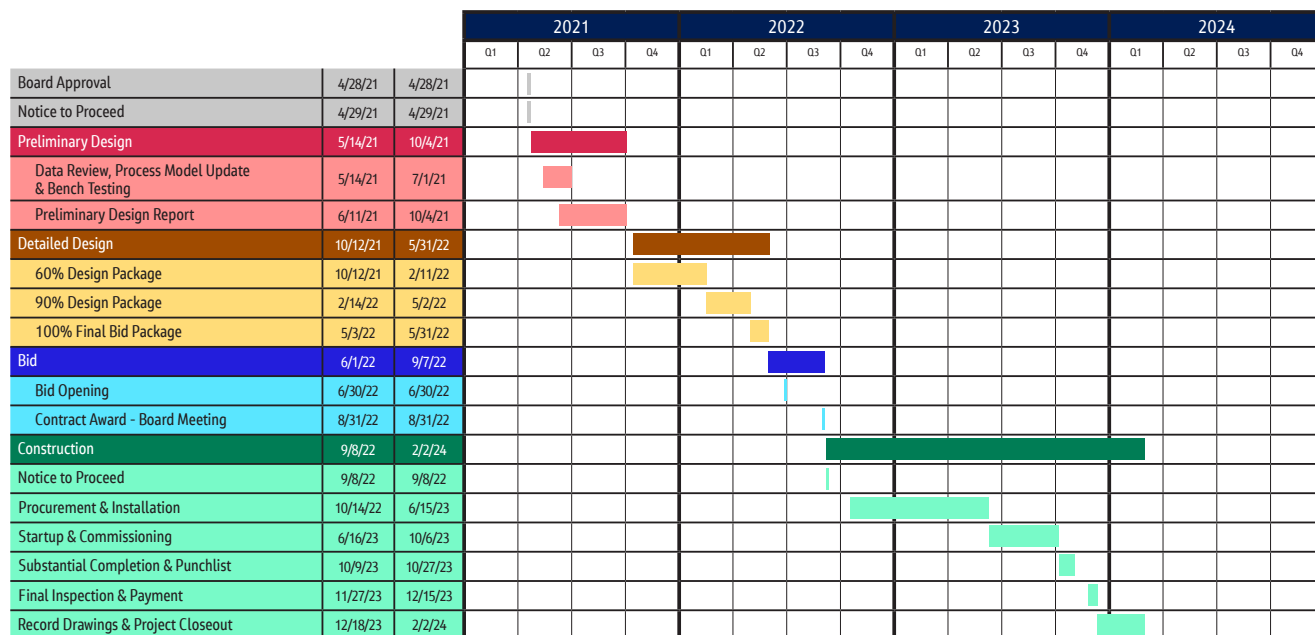 2021 2022 2023 2024
Q1 Q2 Q3 Q4 Q1 Q2 Q3 Q4 Q1 Q2 Q3 Q4 Q1 Q2 Q3 Q4
Board Approval 4/28/21 4/28/21
Notice to Proceed 4/29/21 4/29/21
Preliminary Design 5/14/21 10/4/21
Data Review, Process Model Update
& Bench Testing 5/14/21 7/1/21
Preliminary Design Report 6/11/21 10/4/21
Detailed Design 10/12/21 5/31/22
60% Design Package 10/12/21 2/11/22
90% Design Package 2/14/22 5/2/22
100% Final Bid Package 5/3/22 5/31/22
Bid 6/1/22 9/7/22
Bid Opening 6/30/22 6/30/22
Contract Award - Board Meeting 8/31/22 8/31/22
Construction 9/8/22 2/2/24
Notice to Proceed 9/8/22 9/8/22
Procurement & Installation 10/14/22 6/15/23
Startup & Commissioning 6/16/23 10/6/23
Substantial Completion & Punchlist 10/9/23 10/27/23
Final Inspection & Payment 11/27/23 12/15/23
Record Drawings & Project Closeout 12/18/23 2/2/24